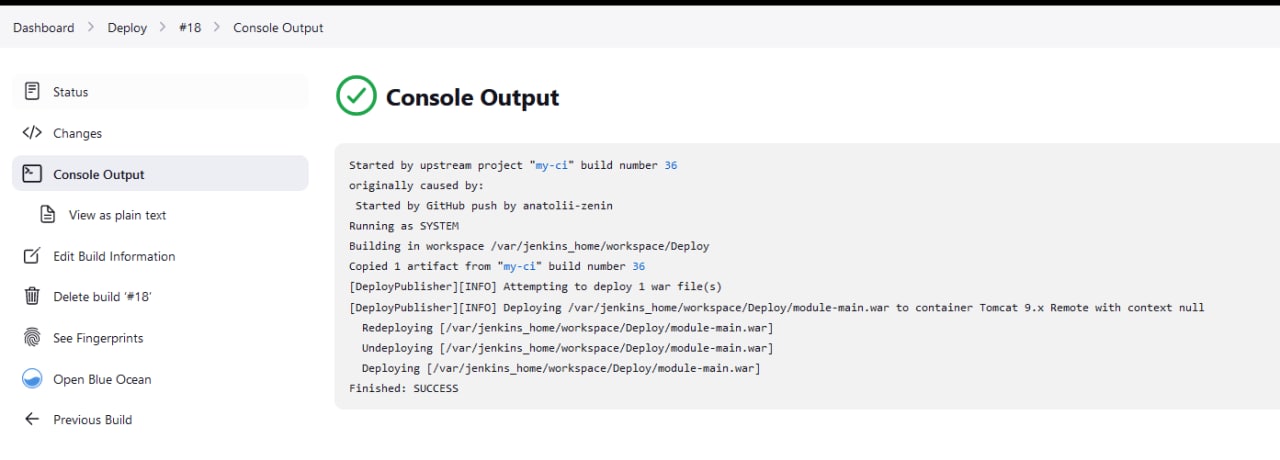 Dashboard > Deploy > #18 > Console Output
Status
Changes
Console Output
View as plain text
Edit Build Information
Delete build '#18'
See Fingerprints
Open Blue Ocean
Previous Build
Console Output
Started by upstream project "my-ci" build number 36
originally caused by:
Started by GitHub push by anatolii-zenin
Running as SYSTEM
Building in workspace /var/jenkins_home/workspace/Deploy
Copied 1 artifact from "my-ci" build number 36
[DeployPublisher][INFO] Attempting to deploy 1 war file(s)
[DeployPublisher][INFO] Deploying /var/jenkins_home/workspace/Deploy/module-main.war to container Tomcat 9.x Remote with context null
Redeploying [/var/jenkins_home/workspace/Deploy/module-main.war]
Undeploying [/var/jenkins_home/workspace/Deploy/module-main.war]
Deploying [/var/jenkins_home/workspace/Deploy/module-main.war]
Finished: SUCCESS